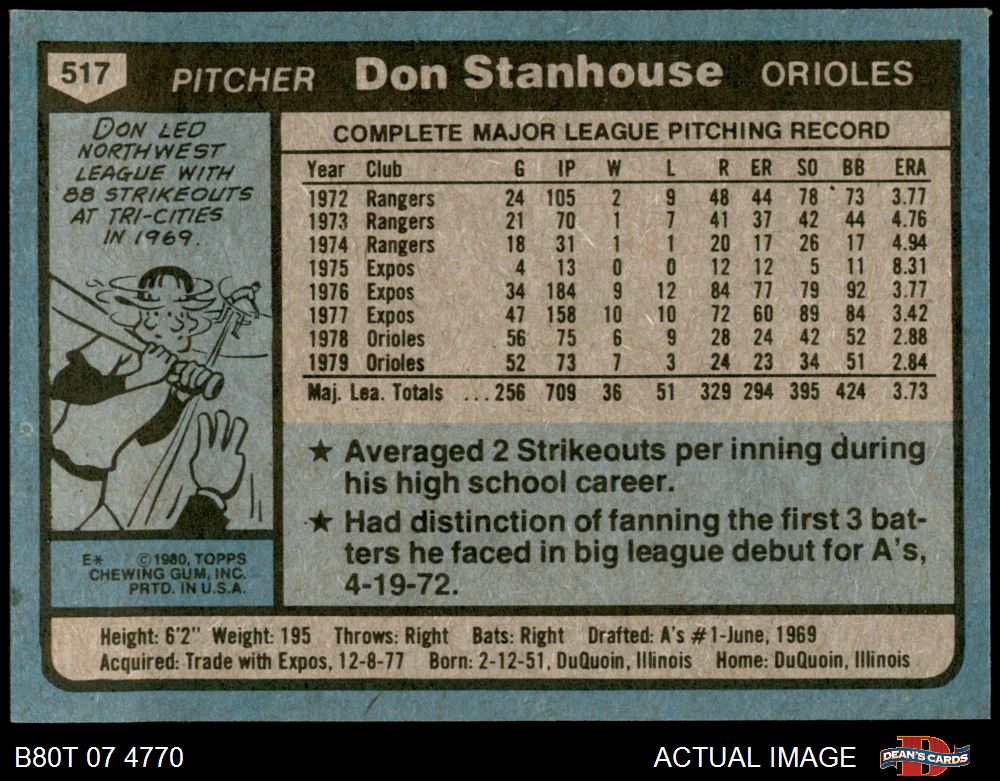 517 PITCHER Don Stanhouse ORIOLES
DON LED
NORTHWEST
LEAGUE WITH
88 STRIKEOUTS
AT TRI-CITIES
IN 1969.
COMPLETE MAJOR LEAGUE PITCHING RECORD
Year Club G IP W L R ER SO BB ERA
1972 Rangers 24 105 2 9 48 44 78 73 3.77
1973 Rangers 21 70 1 7 41 37 42 44 4.76
1974 Rangers 18 31 1 1 20 17 26 17 4.94
1975 Expos 4 13 0 0 12 12 5 11 8.31
1976 Expos 34 184 9 12 84 77 79 92 3.77
1977 Expos 47 158 10 10 72 60 89 84 3.42
1978 Orioles 56 75 6 9 28 24 42 52 2.88
1979 Orioles 52 73 7 3 24 23 34 51 2.84
Maj. Lea. Totals ...256 709 36 51 329 294 395 424 3.73
★ Averaged 2 Strikeouts per inning during
his high school career.
★ Had distinction of fanning the first 3 bat-
ters he faced in big league debut for A's,
4-19-72.
E* ©1980, TOPPS
CHEWING GUM, INC.
PRTD. IN U.S.A.
Height: 6'2" Weight: 195 Throws: Right Bats: Right Drafted: A's #1-June, 1969
Acquired: Trade with Expos, 12-8-77 Born: 2-12-51, DuQuoin, Illinois Home: DuQuoin, Illinois
B80T 07 4770 ACTUAL IMAGE DEAN'S CARDS